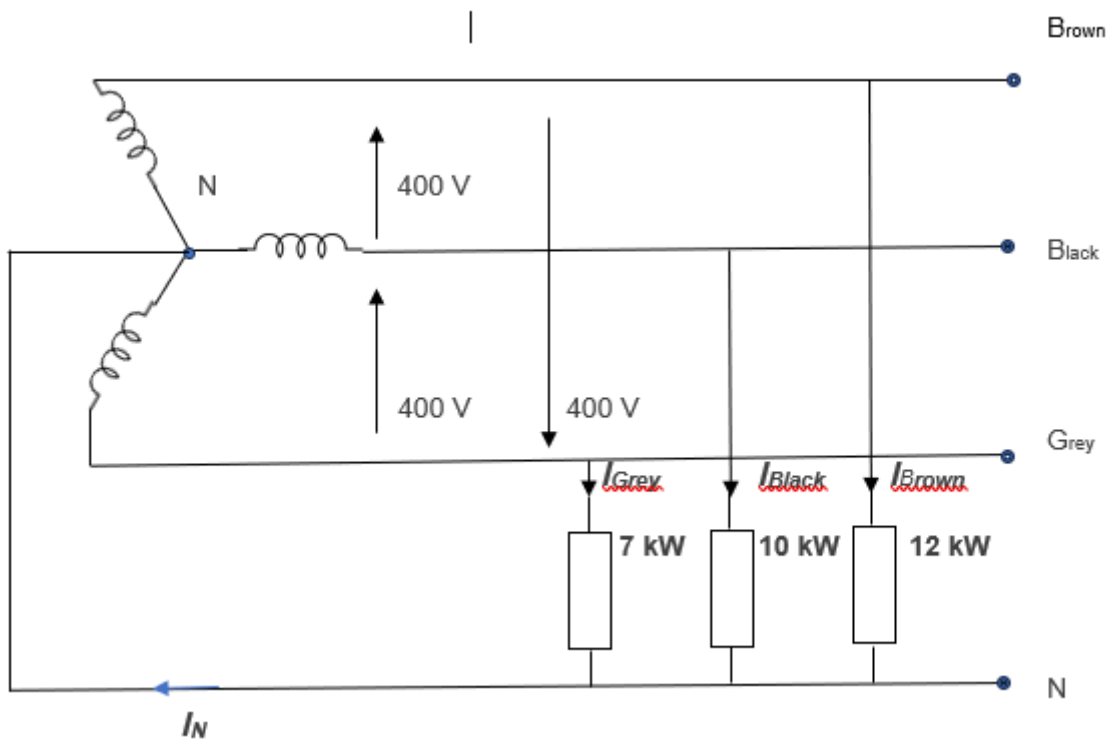 Brown
N
400 V
Black
400 V
400 V
Grey
IGrey
IBlack
IBrown
7 kW
10 kW
12 kW
N
IN